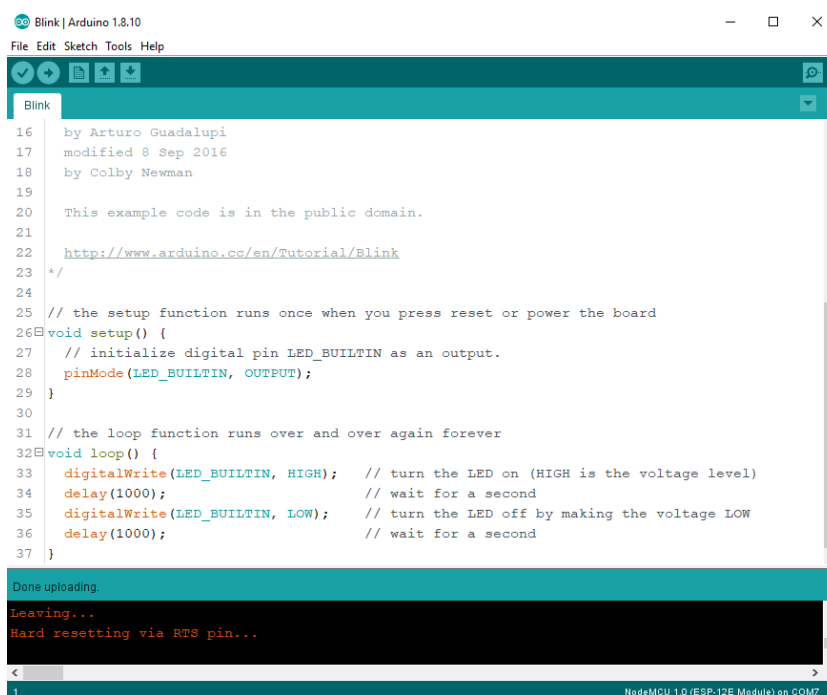 Blink | Arduino 1.8.10
File Edit Sketch Tools Help
Blink
16 by Arturo Guadalupi
17 modified 8 Sep 2016
18 by Colby Newman
19
20 This example code is in the public domain.
21
22 http://www.arduino.cc/en/Tutorial/Blink
23 */
24
25 // the setup function runs once when you press reset or power the board
26 void setup() {
27 // initialize digital pin LED_BUILTIN as an output.
28 pinMode(LED_BUILTIN, OUTPUT);
29 }
30
31 // the loop function runs over and over again forever
32 void loop() {
33 digitalWrite(LED_BUILTIN, HIGH); // turn the LED on (HIGH is the voltage level)
34 delay(1000); // wait for a second
35 digitalWrite(LED_BUILTIN, LOW); // turn the LED off by making the voltage LOW
36 delay(1000); // wait for a second
37 }
Done uploading.
Leaving...
Hard resetting via RTS pin...
1 NodeMCU 1.0 (ESP-12E Module) on COM7